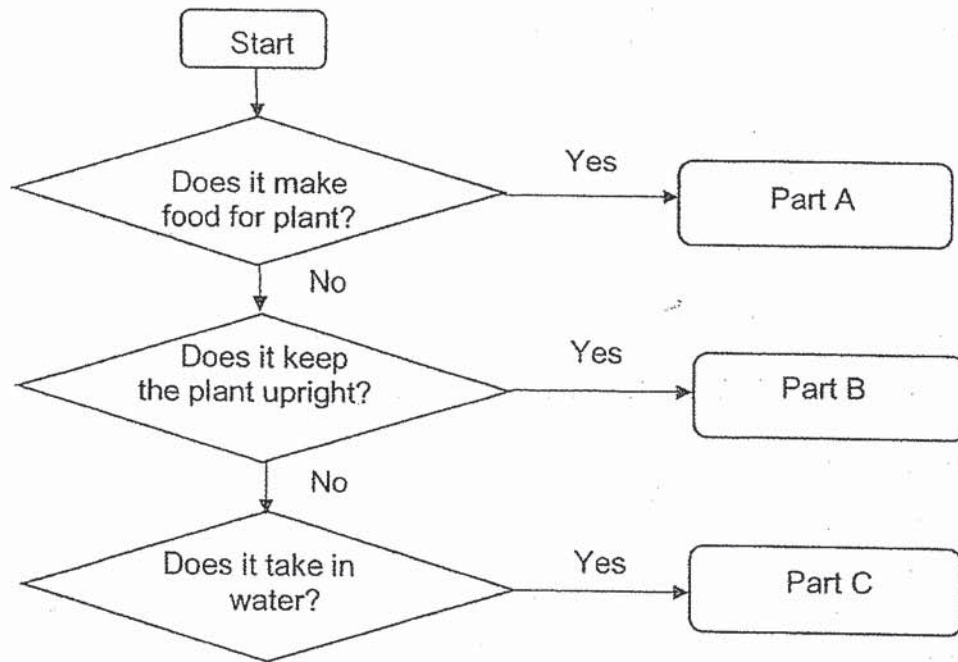 Start
Does it make
food for plant?
Yes
Part A
No
Does it keep
the plant upright?
Yes
Part B
No
Does it take in
water?
Yes
Part C